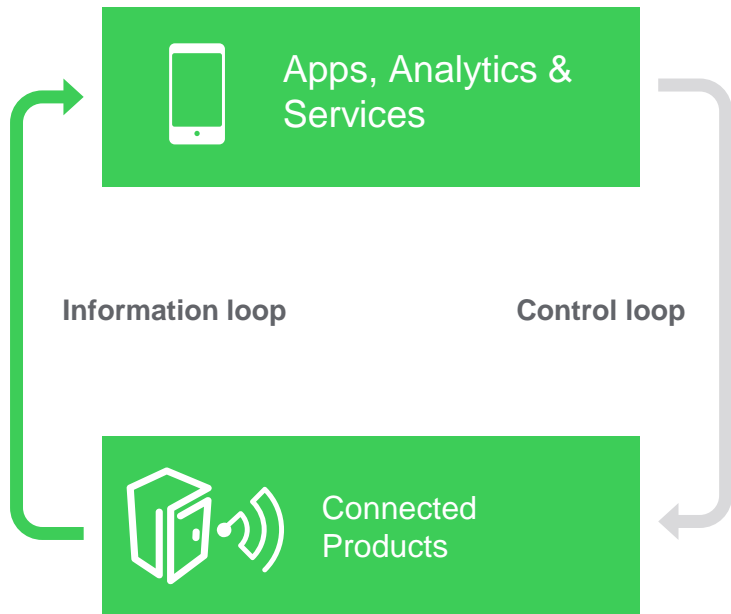 Apps, Analytics &
Services
Information loop
Control loop
Connected
Products